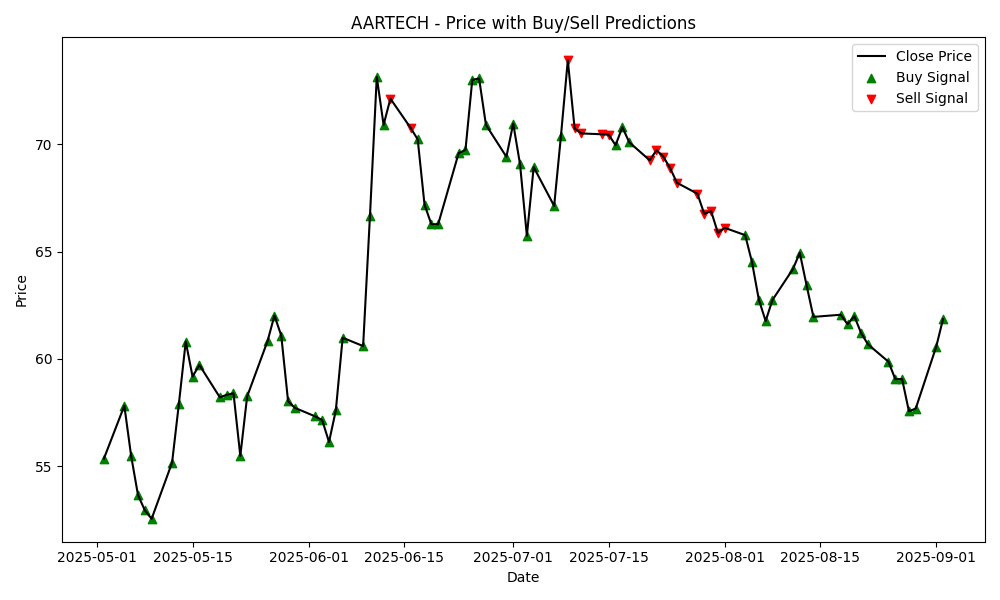 AARTECH - Price with Buy/Sell Predictions
Close Price
Buy Signal
Sell Signal
Price
70
65
60
55
2025-05-01 2025-05-15 2025-06-01 2025-06-15 2025-07-01 2025-07-15 2025-08-01 2025-08-15 2025-09-01
Date